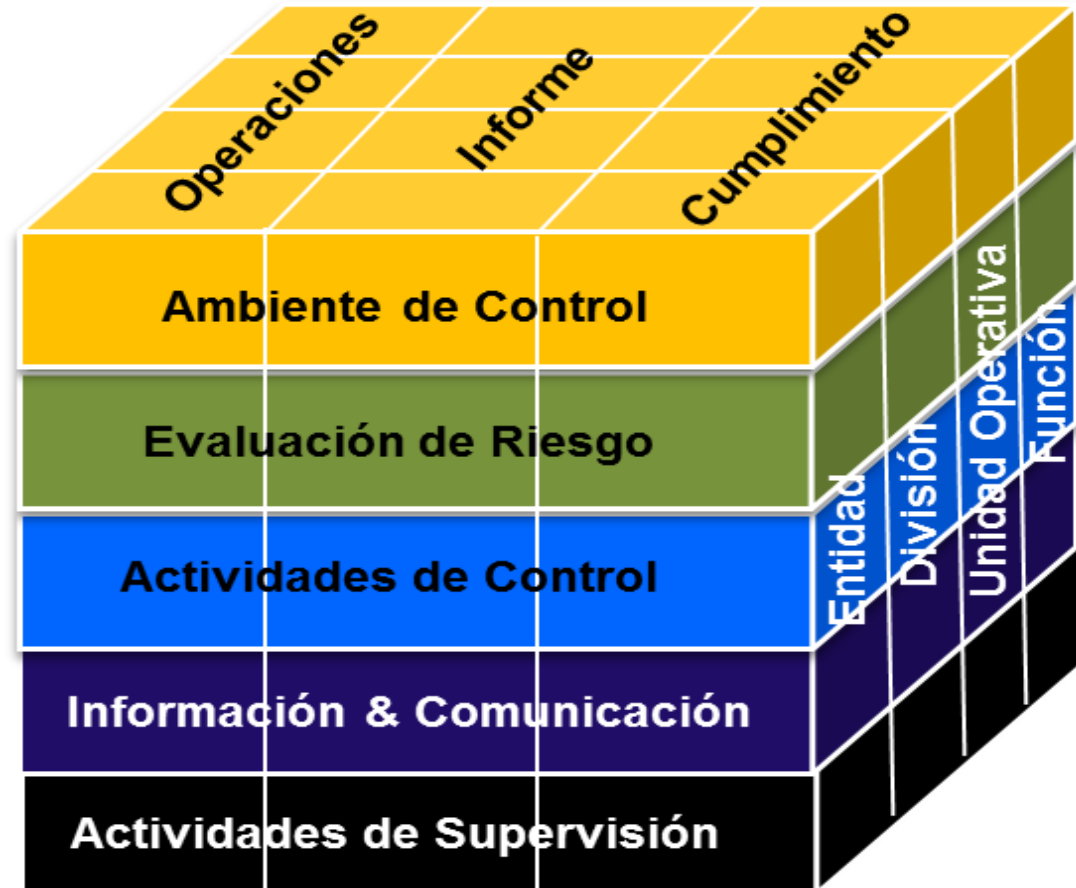 Operaciones
Informe
Cumplimiento
Ambiente de Control
Evaluación de Riesgo
Actividades de Control
Información & Comunicación
Actividades de Supervisión
Entidad
División
Unidad Operativa
Función